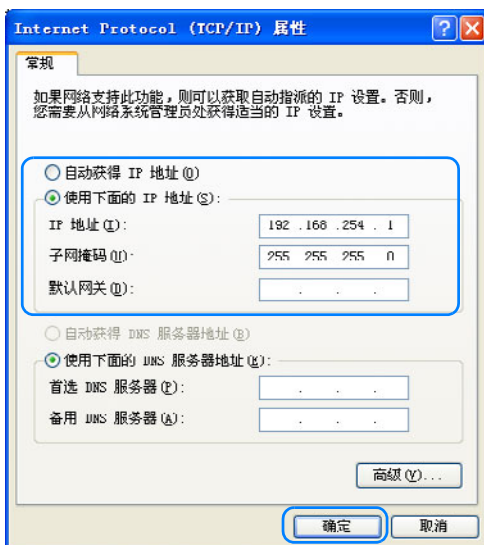 Internet Protocol (TCP/IP) 属性
常规
如果网络支持此功能，则可以获取自动指派的 IP 设置。否则，
您需要从网络系统管理员处获得适当的 IP 设置。
自动获得 IP 地址(O)
使用下面的 IP 地址(S):
IP 地址(I): 192 .168 .254 . 1
子网掩码(U): 255 255 255 0
默认网关(D): . . .
自动获得 DNS 服务器地址(B)
使用下面的 DNS 服务器地址(E):
首选 DNS 服务器(P): . . .
备用 DNS 服务器(A): . . .
高级(V)...
确定 取消